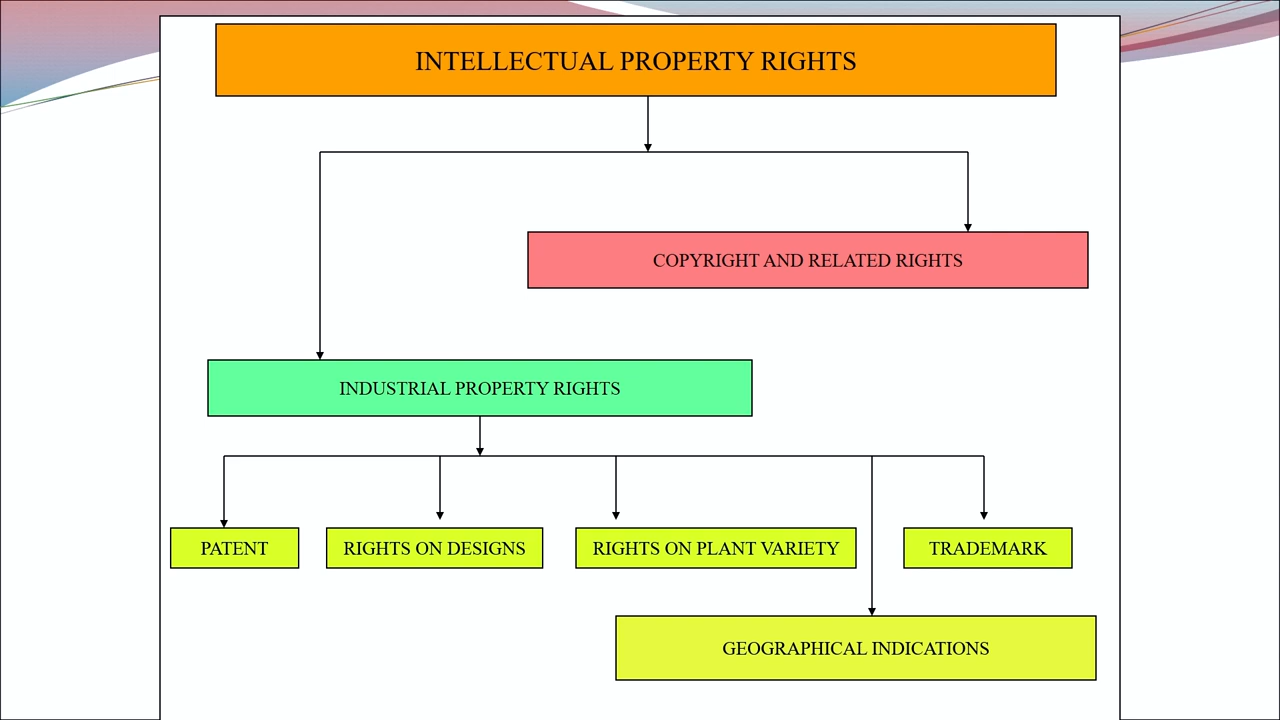 INTELLECTUAL PROPERTY RIGHTS
COPYRIGHT AND RELATED RIGHTS
INDUSTRIAL PROPERTY RIGHTS
PATENT
RIGHTS ON DESIGNS
RIGHTS ON PLANT VARIETY
TRADEMARK
GEOGRAPHICAL INDICATIONS